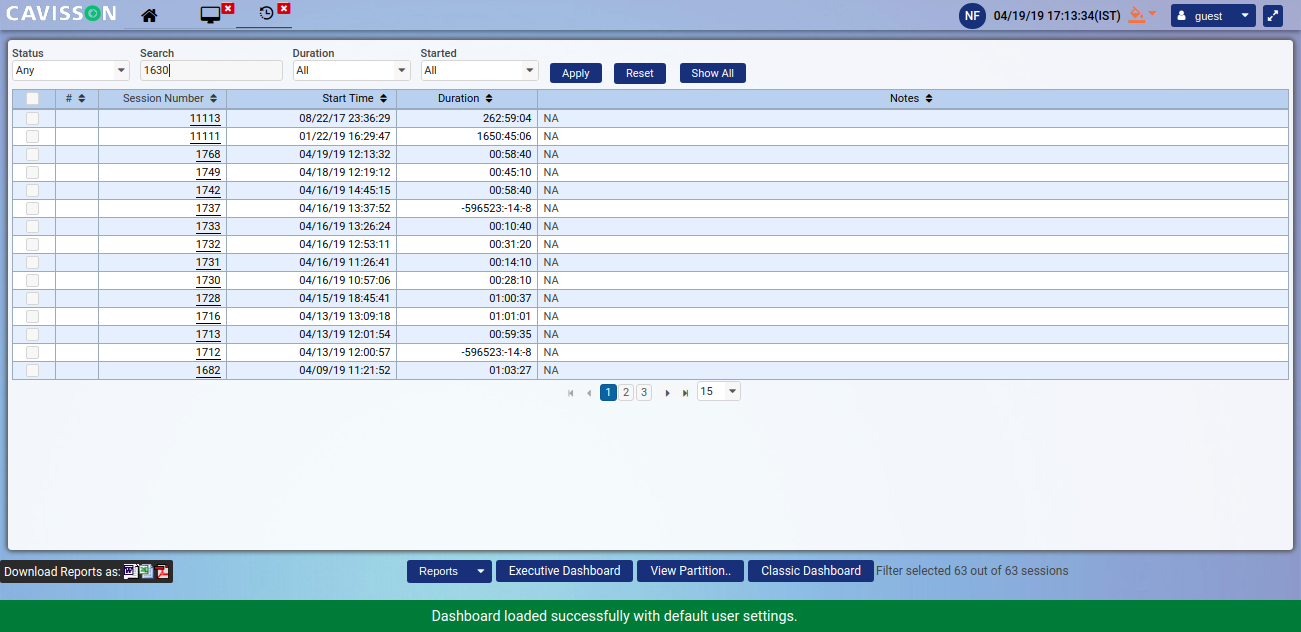 CAVISSON
NF 04/19/19 17:13:34(IST) guest
Status Search Duration Started
Any 1630 All All Apply Reset Show All
# Session Number Start Time Duration Notes
11113 08/22/17 23:36:29 262:59:04 NA
11111 01/22/19 16:29:47 1650:45:06 NA
1768 04/19/19 12:13:32 00:58:40 NA
1749 04/18/19 12:19:12 00:45:10 NA
1742 04/16/19 14:45:15 00:58:40 NA
1737 04/16/19 13:37:52 -596523:-14:-8 NA
1733 04/16/19 13:26:24 00:10:40 NA
1732 04/16/19 12:53:11 00:31:20 NA
1731 04/16/19 11:26:41 00:14:10 NA
1730 04/16/19 10:57:06 00:28:10 NA
1728 04/15/19 18:45:41 01:00:37 NA
1716 04/13/19 13:09:18 01:01:01 NA
1713 04/13/19 12:01:54 00:59:35 NA
1712 04/13/19 12:00:57 -596523:-14:-8 NA
1682 04/09/19 11:21:52 01:03:27 NA
1 2 3 15
Download Reports as: Reports Executive Dashboard View Partition.. Classic Dashboard Filter selected 63 out of 63 sessions
Dashboard loaded successfully with default user settings.